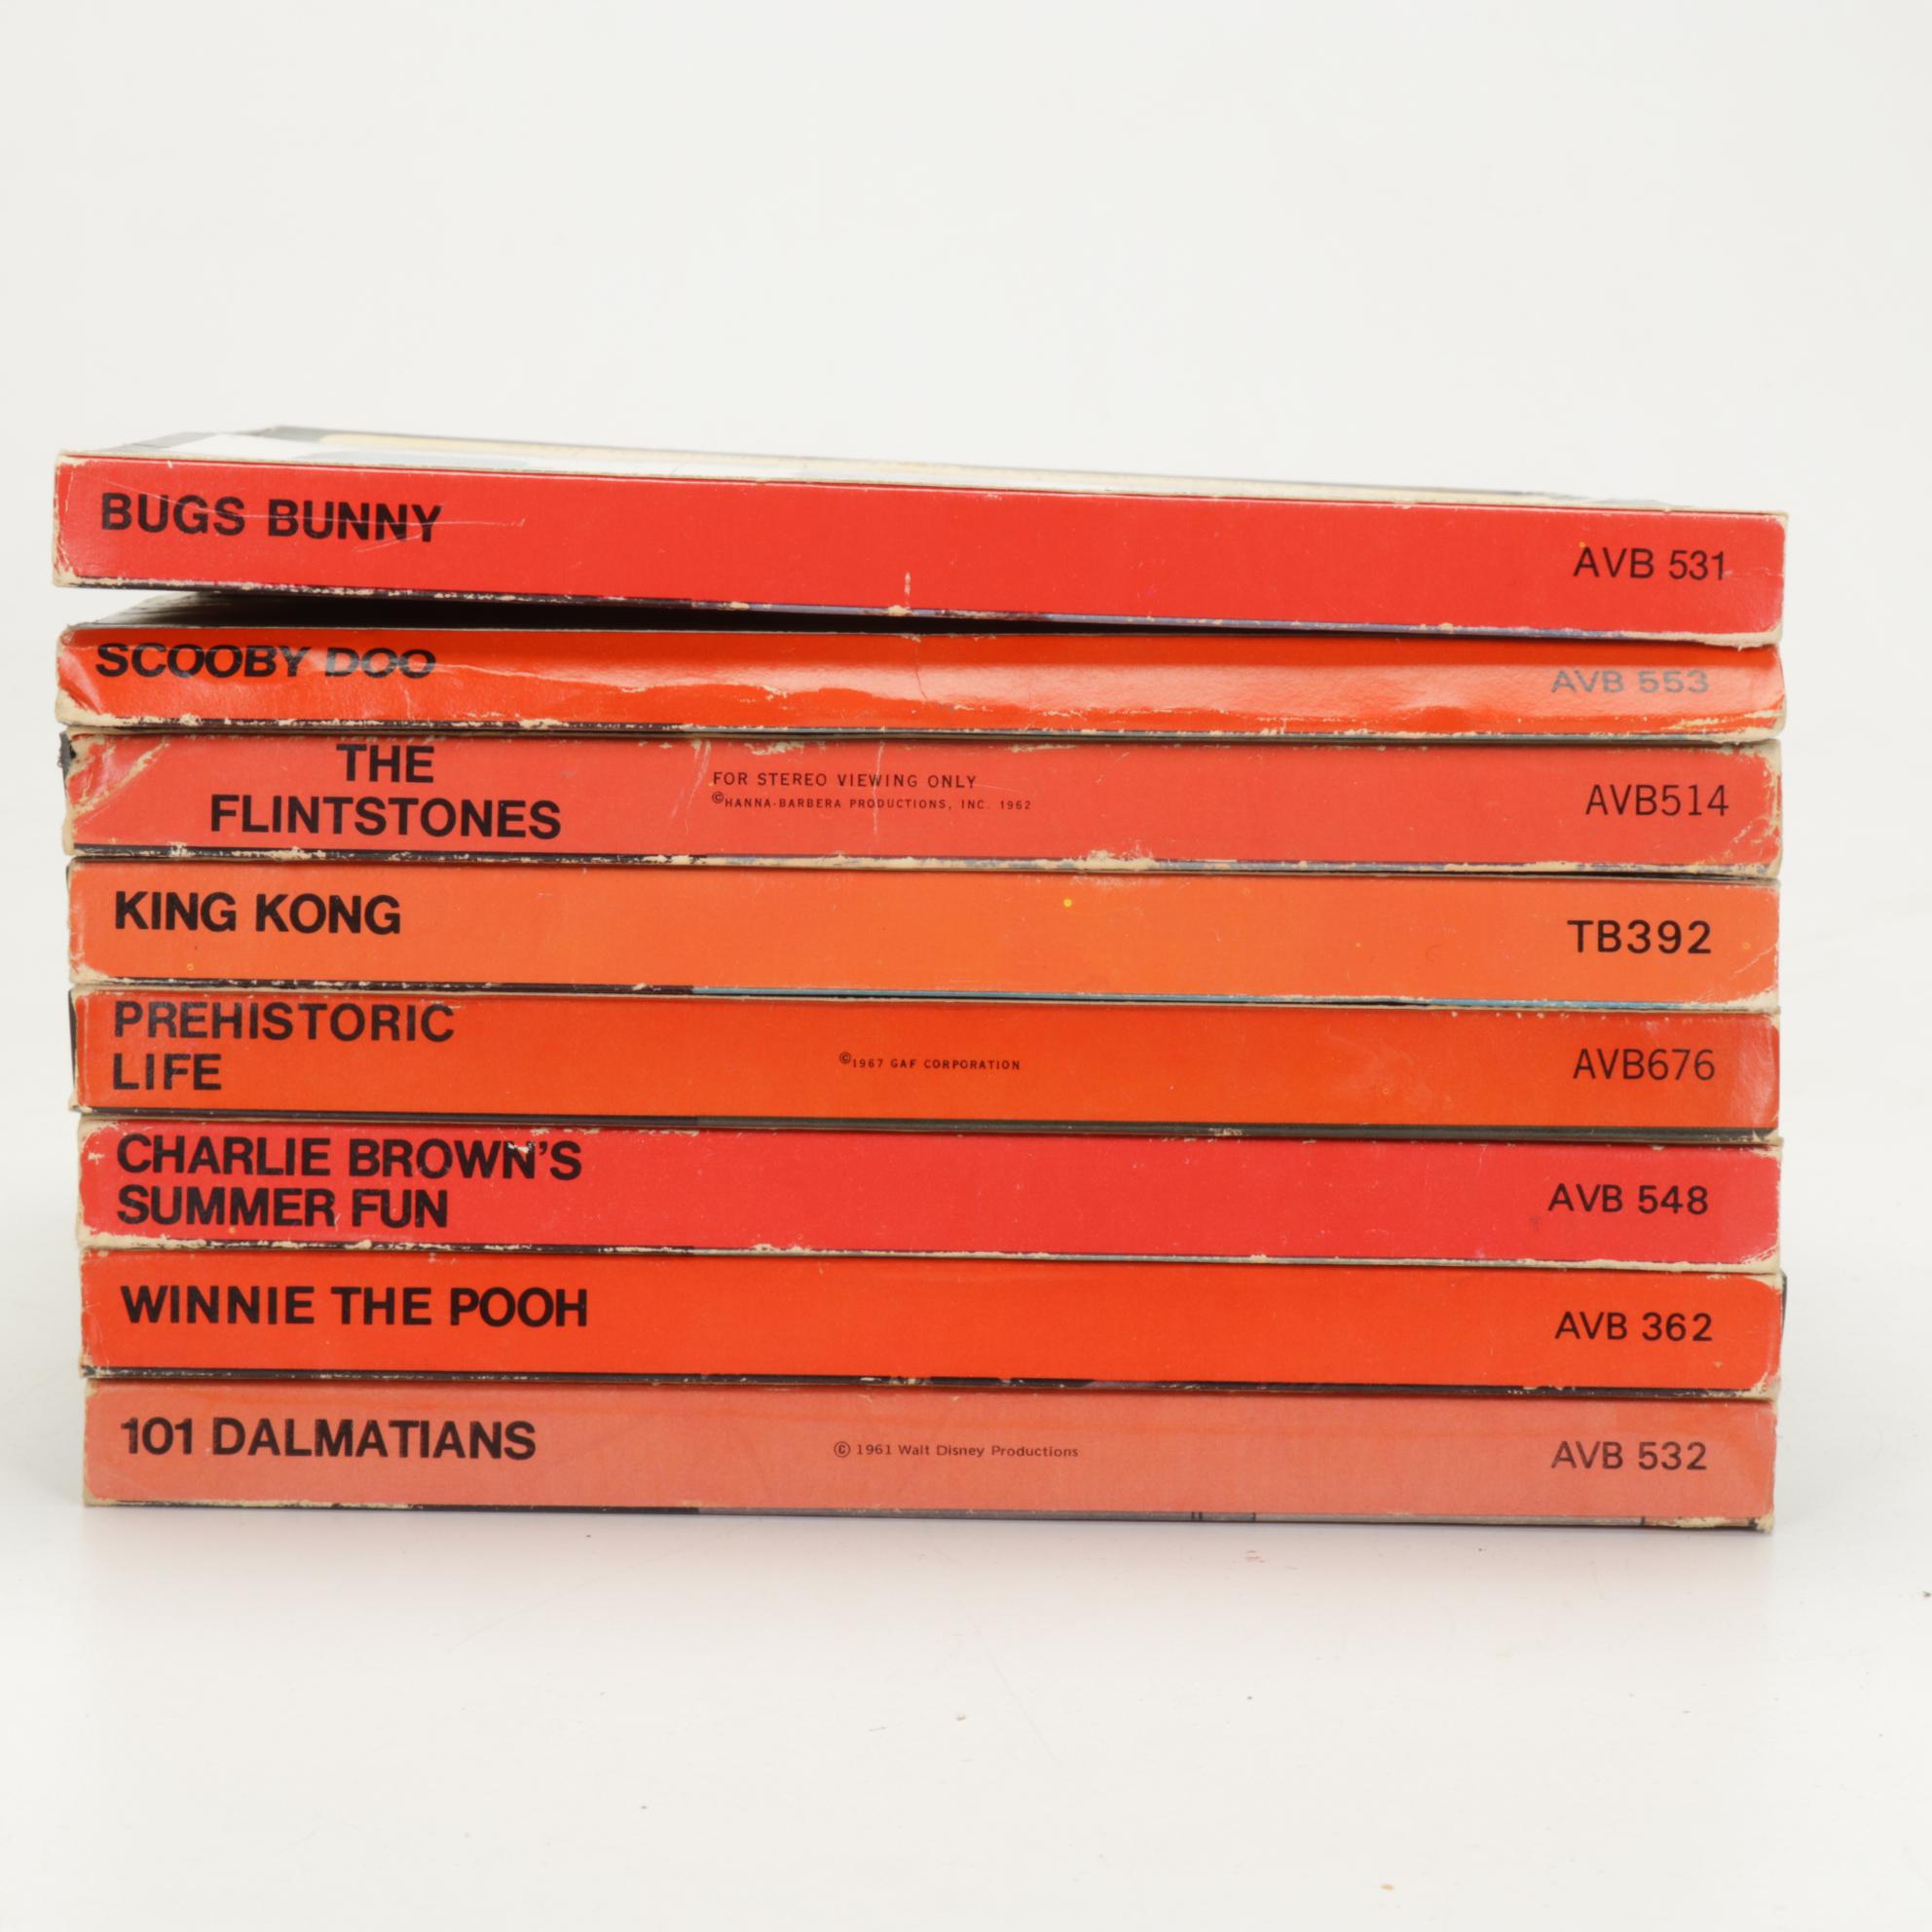 BUGS BUNNY
AVB 531
SCOOBY DOO
AVB 553
THE
FLINTSTONES
FOR STEREO VIEWING ONLY
©HANNA-BARBERA PRODUCTIONS, INC. 1962
AVB514
KING KONG
TB392
PREHISTORIC
LIFE
©1967 GAF CORPORATION
AVB676
CHARLIE BROWN'S
SUMMER FUN
AVB 548
WINNIE THE POOH
AVB 362
101 DALMATIANS
© 1961 Walt Disney Productions
AVB 532